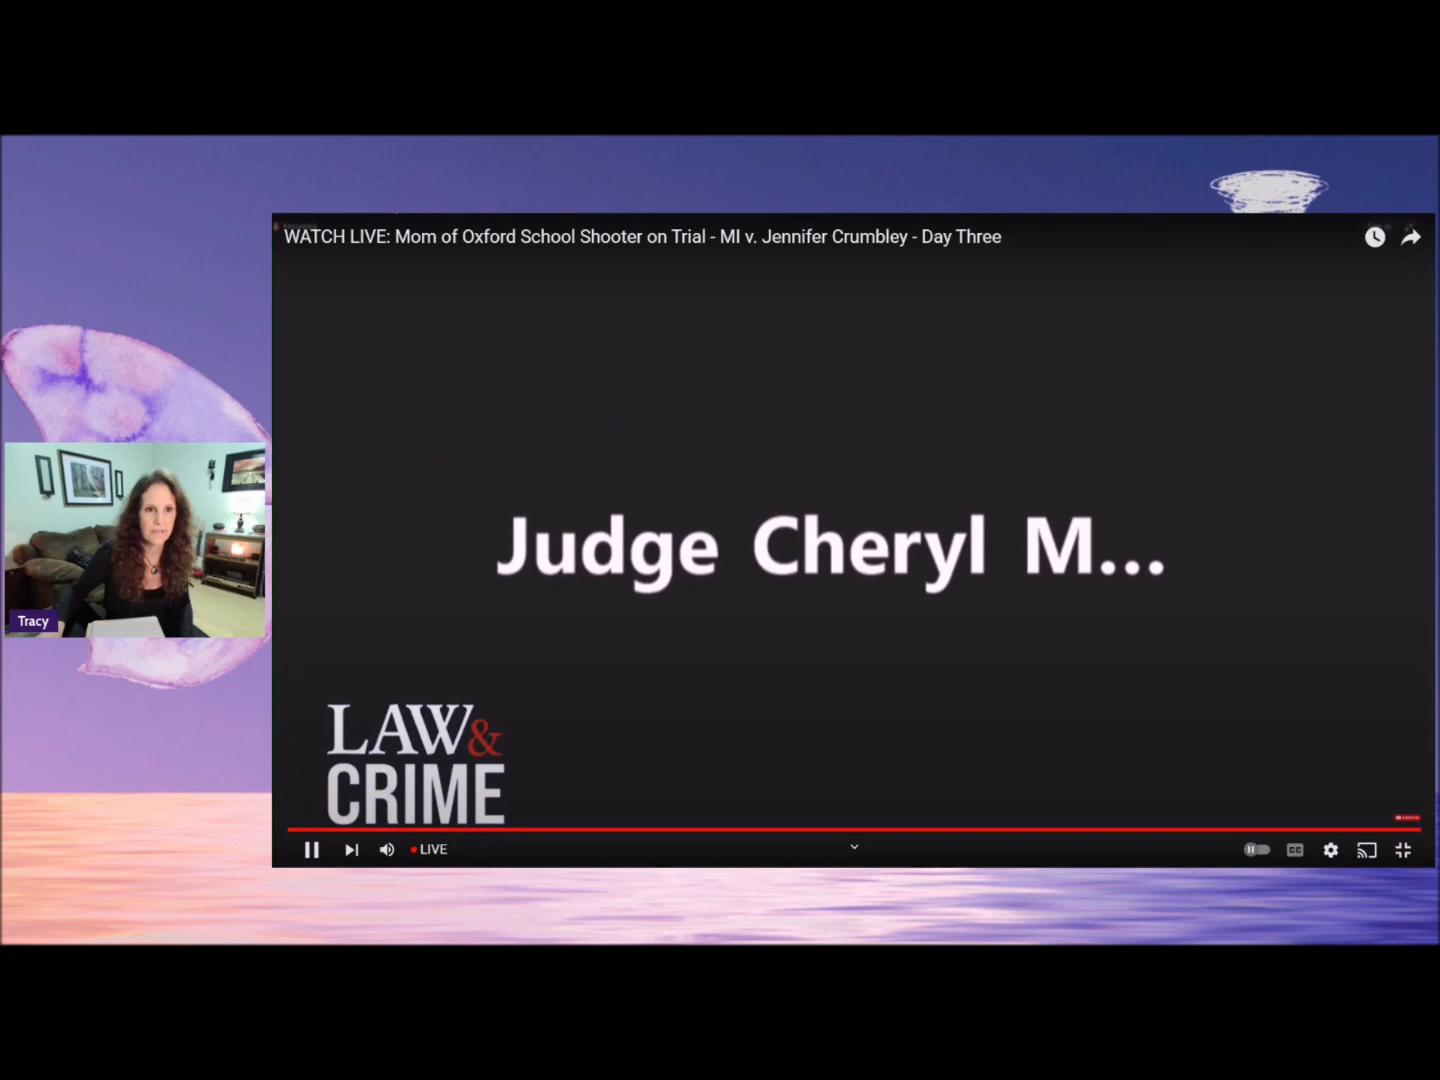 WATCH LIVE: Mom of Oxford School Shooter on Trial - MI v. Jennifer Crumbley - Day Three
Judge Cheryl M...
Tracy
LAW&
CRIME
LIVE
CC